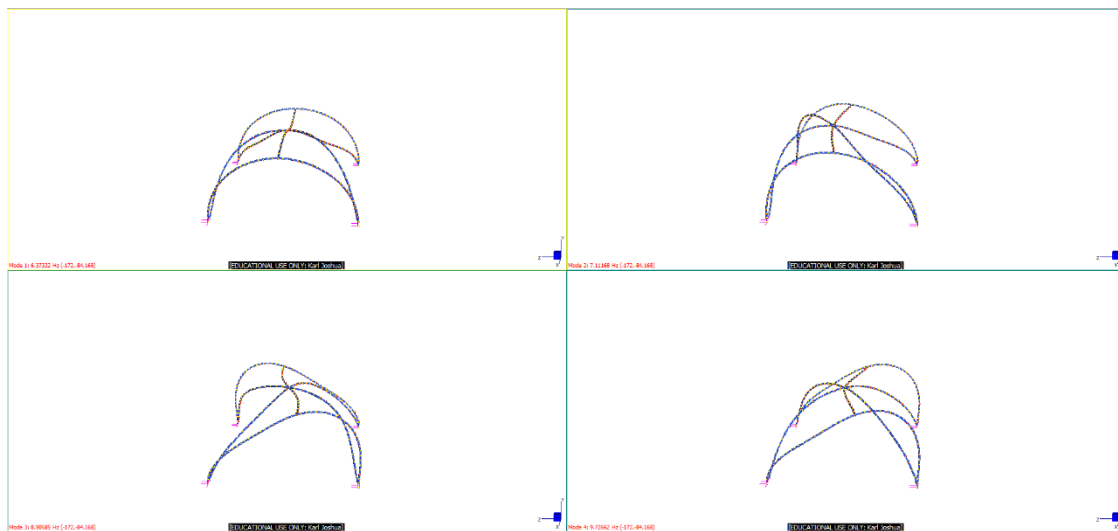 Mode 1: 6.37322 Hz (-172,-84.168)
[EDUCATIONAL USE ONLY: Karl Joshua]
Z
Y
X
Mode 2: 7.11168 Hz (-172,-84.168)
[EDUCATIONAL USE ONLY: Karl Joshua]
Z
X
Mode 3: 8.90585 Hz (-172,-84.168)
[EDUCATIONAL USE ONLY: Karl Joshua]
Z
Y
X
Mode 4: 9.72662 Hz (-172,-84.168)
[EDUCATIONAL USE ONLY: Karl Joshua]
Z
X